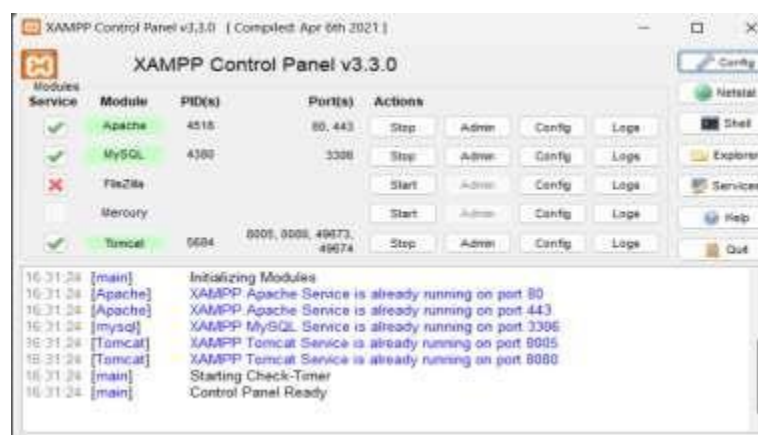 XAMPP Control Panel v3.3.0 [ Compiled: Apr 6th 2021 ]
XAMPP Control Panel v3.3.0
Config
Modules
Service Module PID(s) Port(s) Actions
Netstat
Apache 80, 443 Stop Admin Config Logs
Shell
MySQL 4380 3306 Stop Admin Config Logs
Explorer
FileZilla Start Admin Config Logs
Services
Mercury Start Admin Config Logs
Help
Tomcat 8005, 8080, 49673, 49674 Stop Admin Config Logs
Quit
16:31:24 [main] Initializing Modules
16:31:24 [Apache] XAMPP Apache Service is already running on port 80
16:31:24 [Apache] XAMPP Apache Service is already running on port 443
16:31:24 [mysql] XAMPP MySQL Service is already running on port 3306
16:31:24 [Tomcat] XAMPP Tomcat Service is already running on port 8005
16:31:24 [Tomcat] XAMPP Tomcat Service is already running on port 8080
16:31:24 [main] Starting Check-Timer
16:31:24 [main] Control Panel Ready